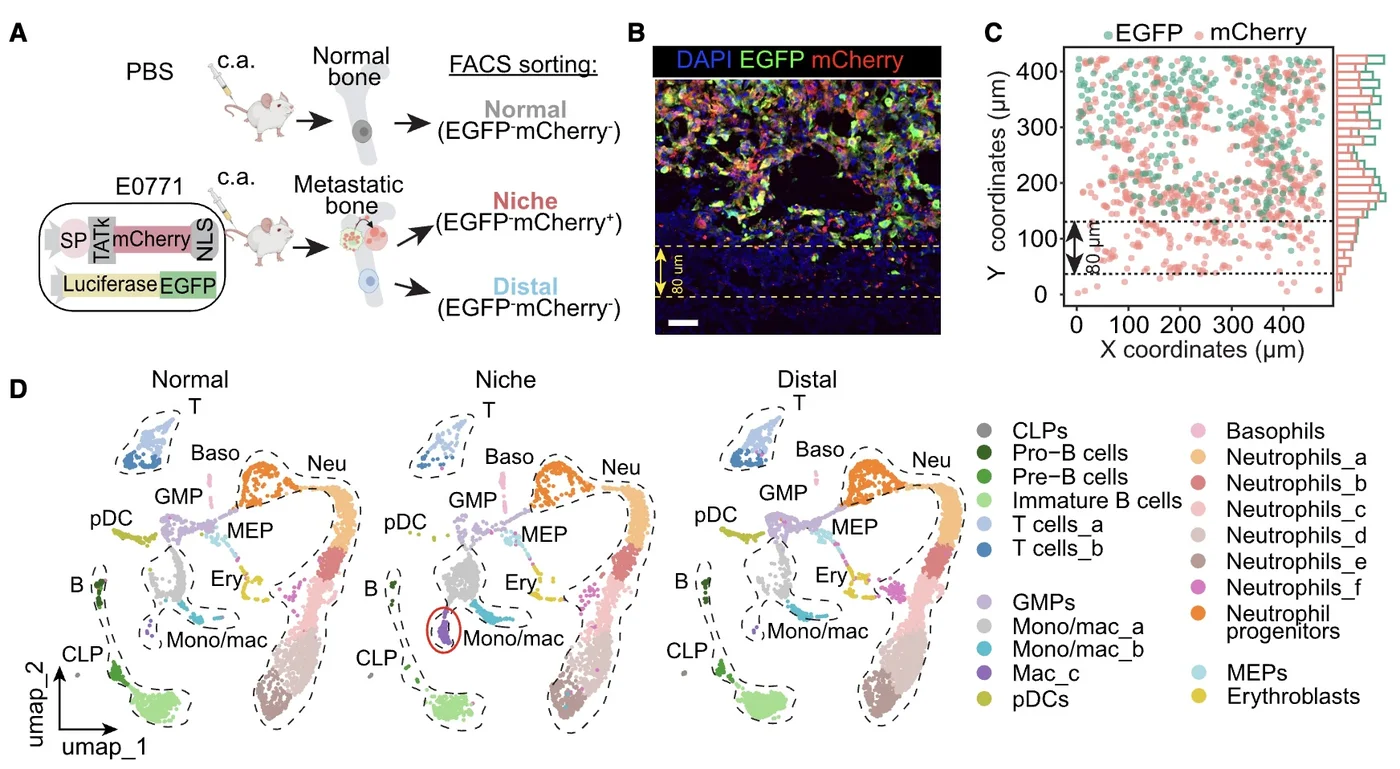 A
PBS
c.a.
Normal
bone
FACS sorting:
Normal
(EGFP⁻mCherry⁻)
E0771
c.a.
SP
TATk
mCherry
NLS
Luciferase
EGFP
Metastatic
bone
Niche
(EGFP⁻mCherry⁺)
Distal
(EGFP⁻mCherry⁻)
B
DAPI EGFP mCherry
80 um
C
EGFP
mCherry
Y coordinates (µm)
400
300
200
100
0
80 µm
0
100
200
300
400
X coordinates (µm)
D
Normal
T
Baso
Neu
GMP
pDC
MEP
B
Ery
Mono/mac
CLP
umap_2
umap_1
Niche
T
Baso
Neu
GMP
pDC
MEP
B
Ery
Mono/mac
CLP
Distal
T
Baso
Neu
GMP
pDC
MEP
B
Ery
Mono/mac
CLP
CLPs
Pro−B cells
Pre−B cells
Immature B cells
T cells_a
T cells_b
GMPs
Mono/mac_a
Mono/mac_b
Mac_c
pDCs
Basophils
Neutrophils_a
Neutrophils_b
Neutrophils_c
Neutrophils_d
Neutrophils_e
Neutrophils_f
Neutrophil
progenitors
MEPs
Erythroblasts